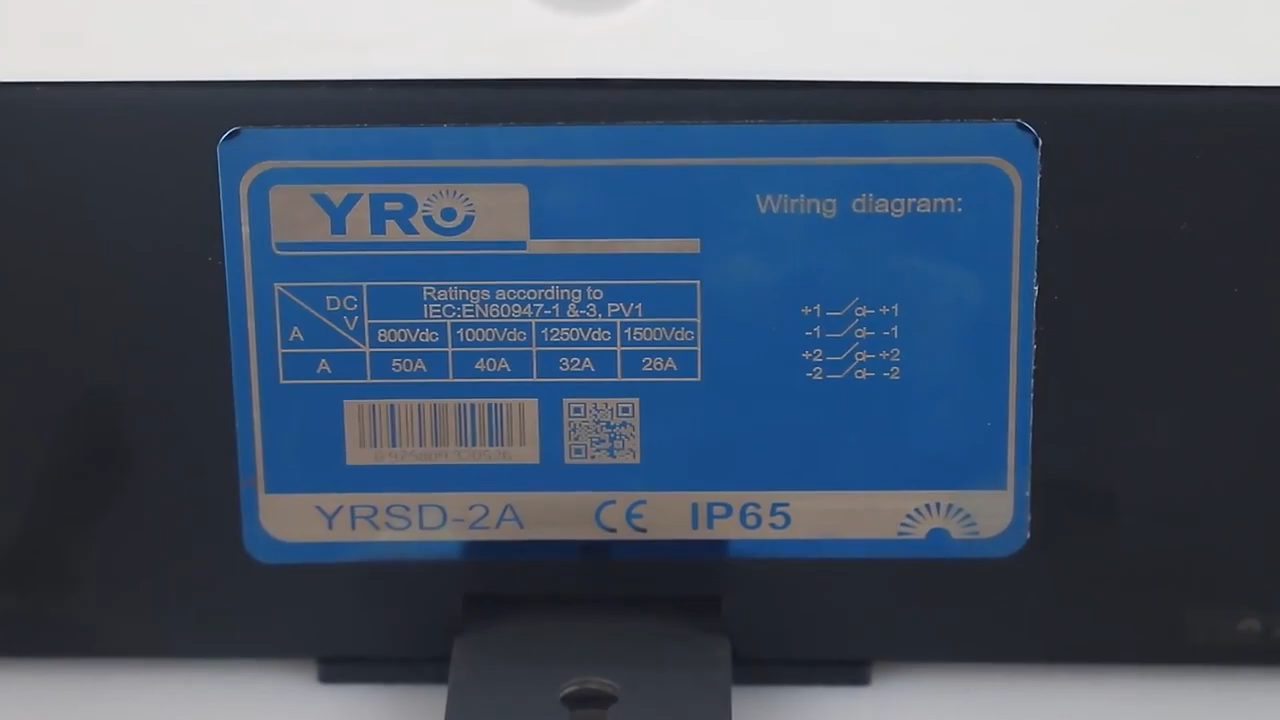 YRO
Wiring diagram:
DC
V
A
Ratings according to
IEC:EN60947-1 &-3, PV1
800Vdc 1000Vdc 1250Vdc 1500Vdc
A 50A 40A 32A 26A
+1 +1
-1 -1
+2 +2
-2 -2
YRSD-2A CE IP65